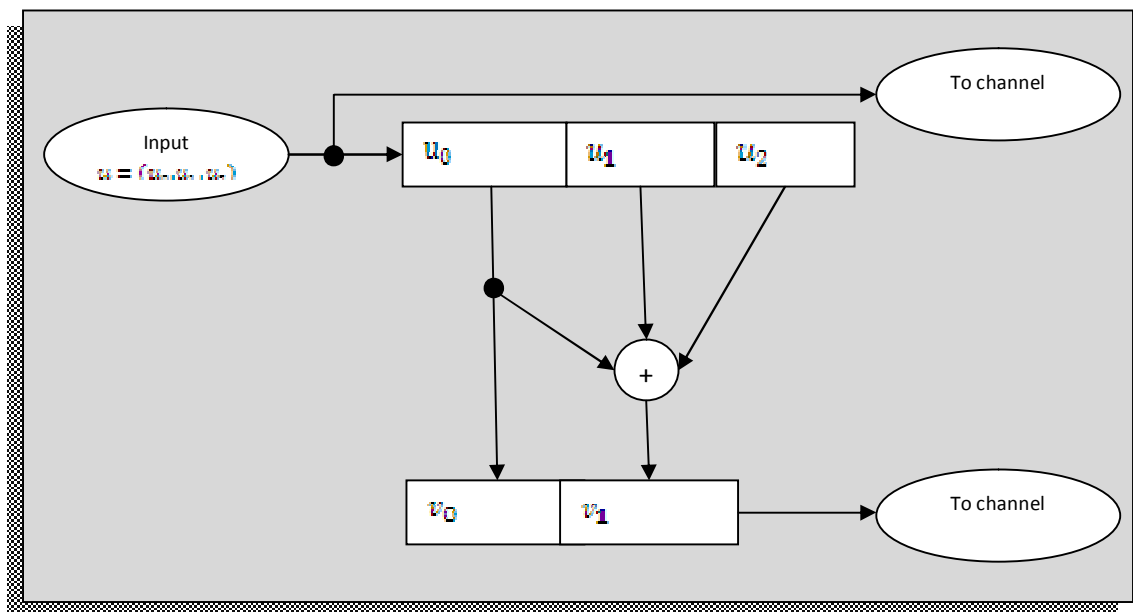 To channel
Input
u₀ u₁ u₂
+
v₀ v₁
To channel